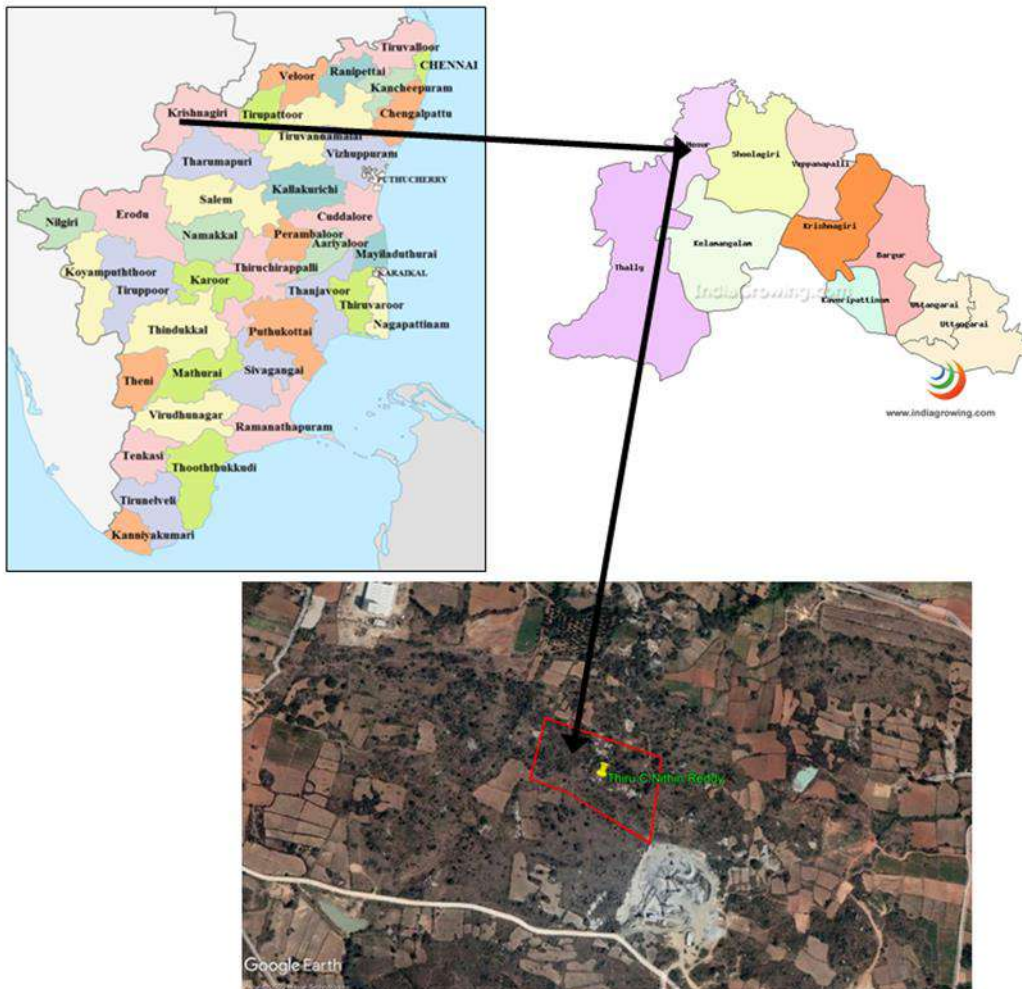 Tiruvalloor
CHENNAI
Ranipettai
Veloor
Kancheepuram
Krishnagiri
Tirupattoor
Chengalpattu
Tiruvannamalai
Tharumapuri
Vizhuppuram
PUTHUCHERRY
Kallakurichi
Salem
Nilgiri
Erodu
Cuddalore
Namakkal
Perambaloor
Aariyaloor
Mayiladuthurai
Koyampuththoor
Thiruchirappalli
KARAIKAL
Tiruppoor
Karoor
Thanjavoor
Thiruvaroor
Nagapattinam
Thindukkal
Puthukottai
Theni
Mathurai
Sivagangai
Virudhunagar
Ramanathapuram
Tenkasi
Thooththukkudi
Tirunelveli
Kanniyakumari
Hosur
Shoolagiri
Veppanapalli
Krishnagiri
Kelamangalam
Bargur
Thally
IndiaGrowing.com
Kaveripattinam
Uttangarai
Uttangarai
www.indiagrowing.com
Thiru.C.Nithin Reddy
Google Earth